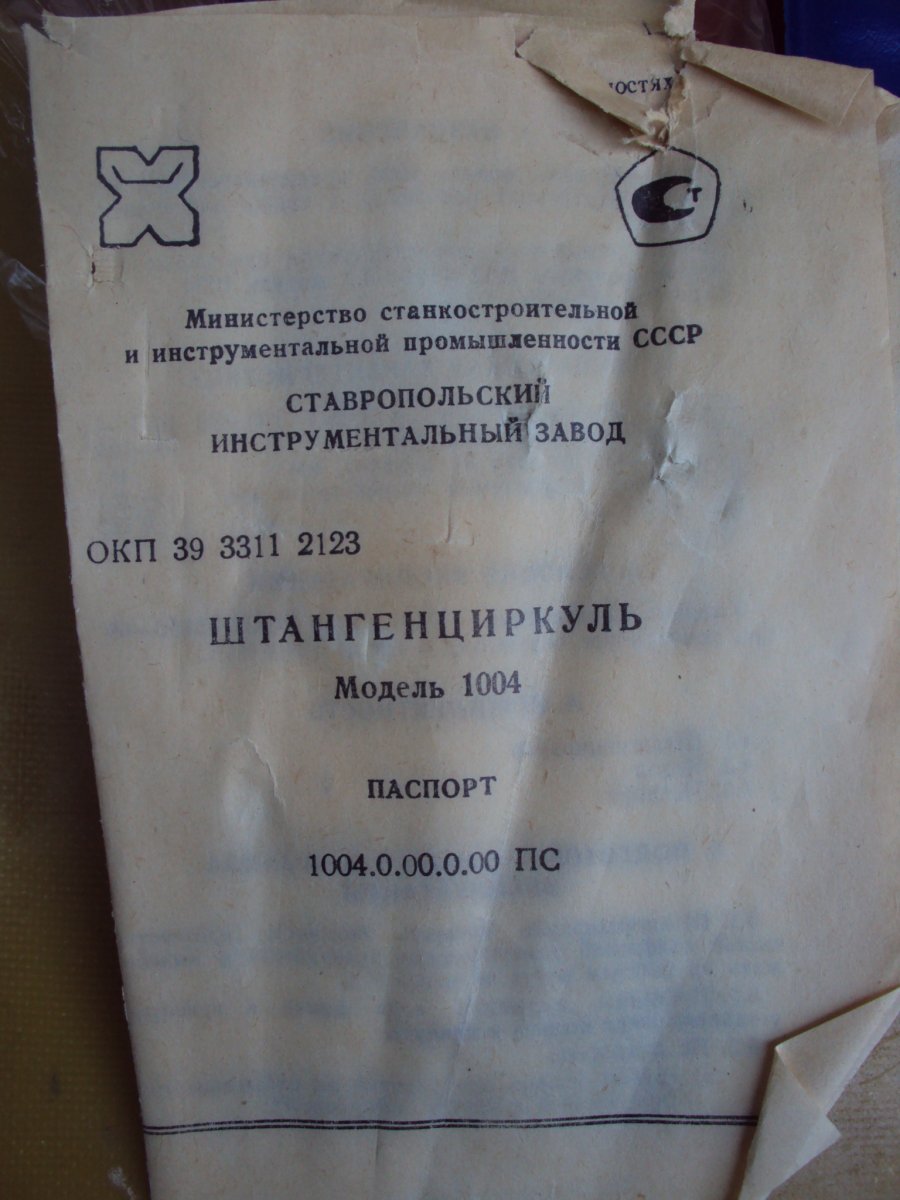 Министерство станкостроительной
и инструментальной промышленности СССР
СТАВРОПОЛЬСКИЙ
ИНСТРУМЕНТАЛЬНЫЙ ЗАВОД
ОКП 39 3311 2123
ШТАНГЕНЦИРКУЛЬ
Модель 1004
ПАСПОРТ
1004.0.00.0.00 ПС